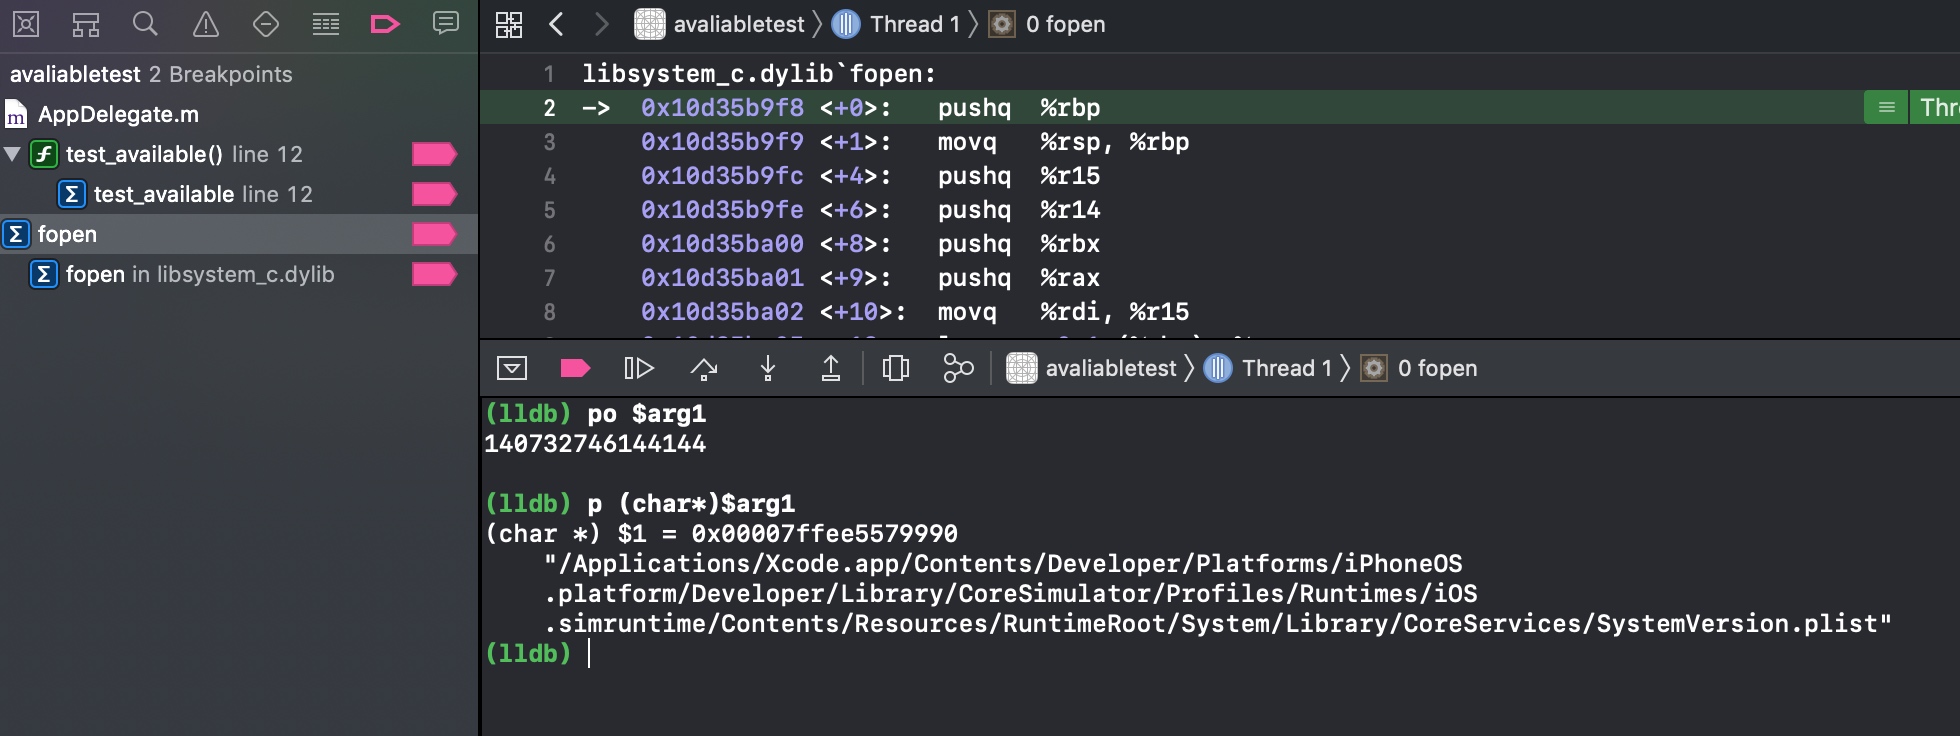 avaliabletest 2 Breakpoints
AppDelegate.m
test_available() line 12
test_available line 12
fopen
fopen in libsystem_c.dylib
avaliabletest 〉 Thread 1 〉 0 fopen
1 libsystem_c.dylib`fopen:
2 -> 0x10d35b9f8 <+0>: pushq %rbp
Thr
3 0x10d35b9f9 <+1>: movq %rsp, %rbp
4 0x10d35b9fc <+4>: pushq %r15
5 0x10d35b9fe <+6>: pushq %r14
6 0x10d35ba00 <+8>: pushq %rbx
7 0x10d35ba01 <+9>: pushq %rax
8 0x10d35ba02 <+10>: movq %rdi, %r15
avaliabletest 〉 Thread 1 〉 0 fopen
(lldb) po $arg1
140732746144144
(lldb) p (char*)$arg1
(char *) $1 = 0x00007ffee5579990
"/Applications/Xcode.app/Contents/Developer/Platforms/iPhoneOS
.platform/Developer/Library/CoreSimulator/Profiles/Runtimes/iOS
.simruntime/Contents/Resources/RuntimeRoot/System/Library/CoreServices/SystemVersion.plist"
(lldb)